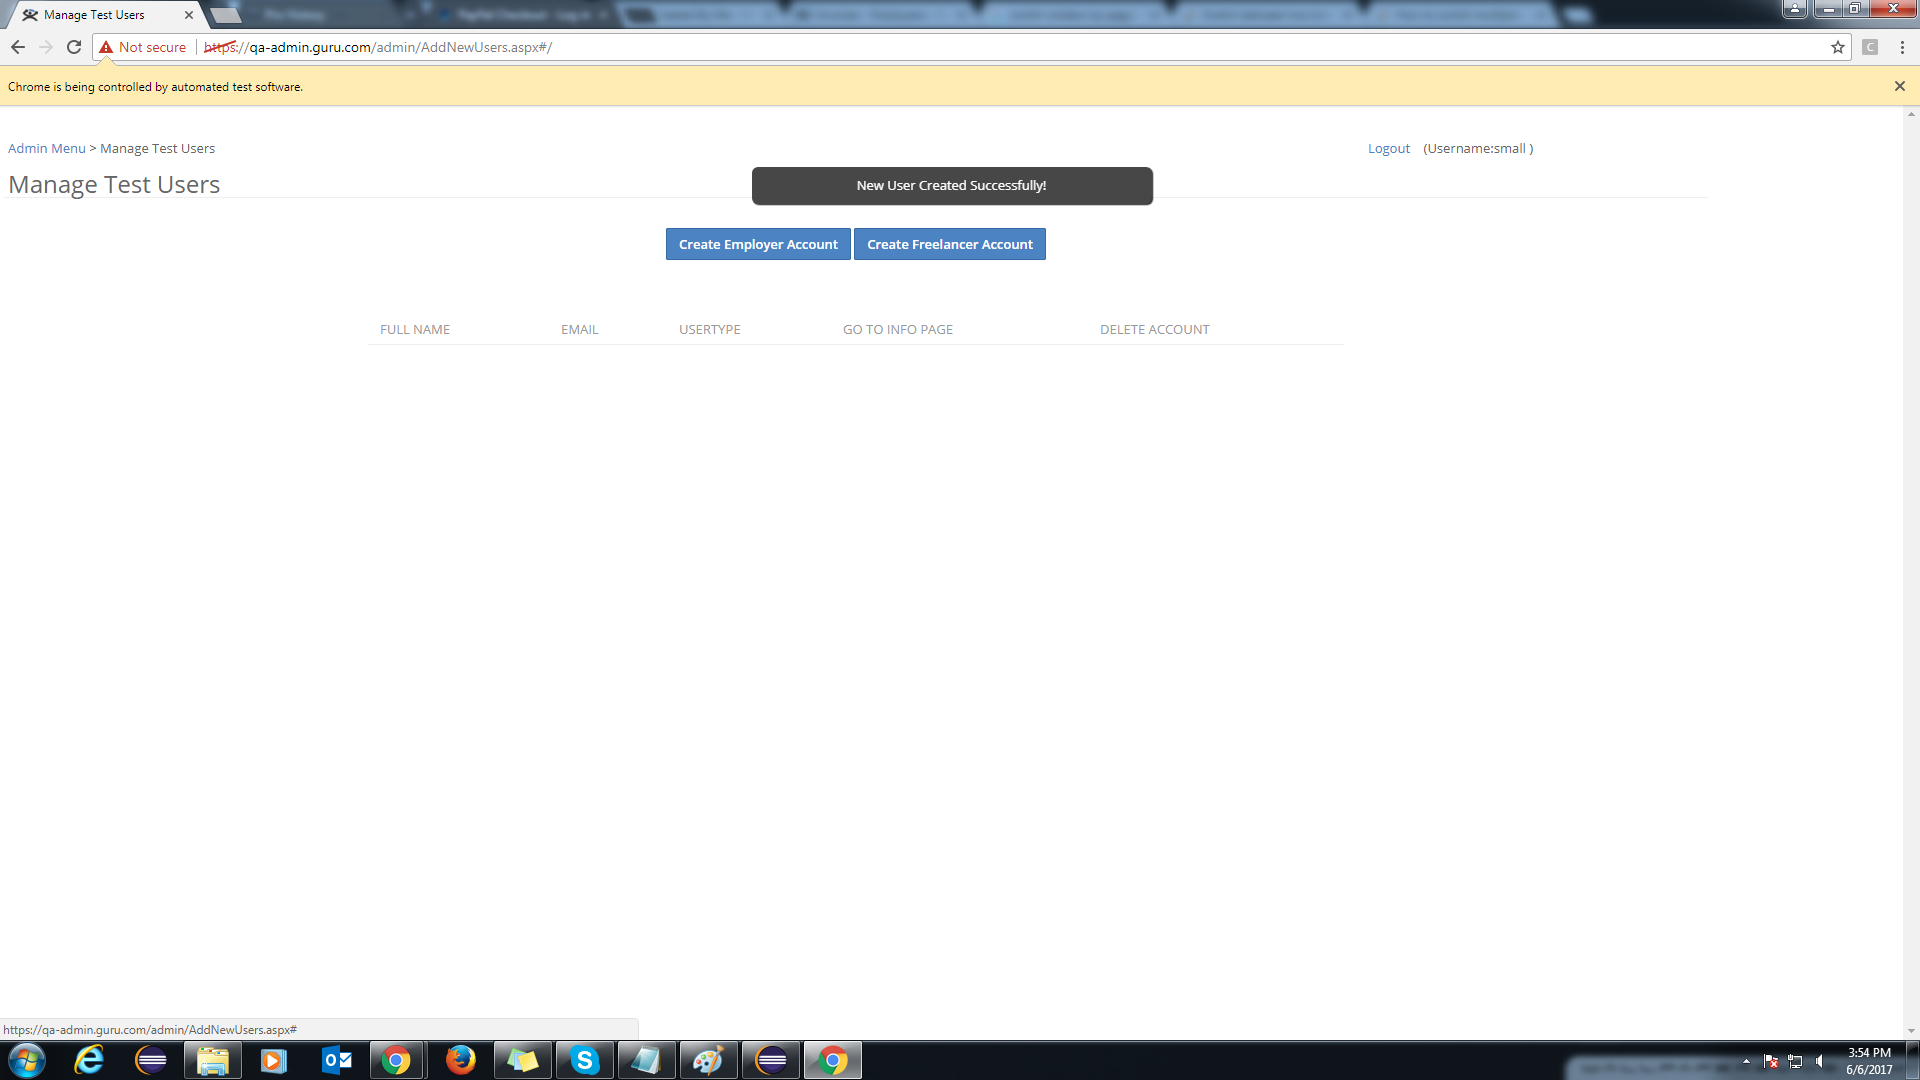 Manage Test Users
Not secure
https://qa-admin.guru.com/admin/AddNewUsers.aspx#/
C
Chrome is being controlled by automated test software.
Admin Menu > Manage Test Users
Logout (Username:small )
Manage Test Users
New User Created Successfully!
Create Employer Account Create Freelancer Account
FULL NAME EMAIL USERTYPE GO TO INFO PAGE DELETE ACCOUNT
https://qa-admin.guru.com/admin/AddNewUsers.aspx#
3:54 PM
6/6/2017